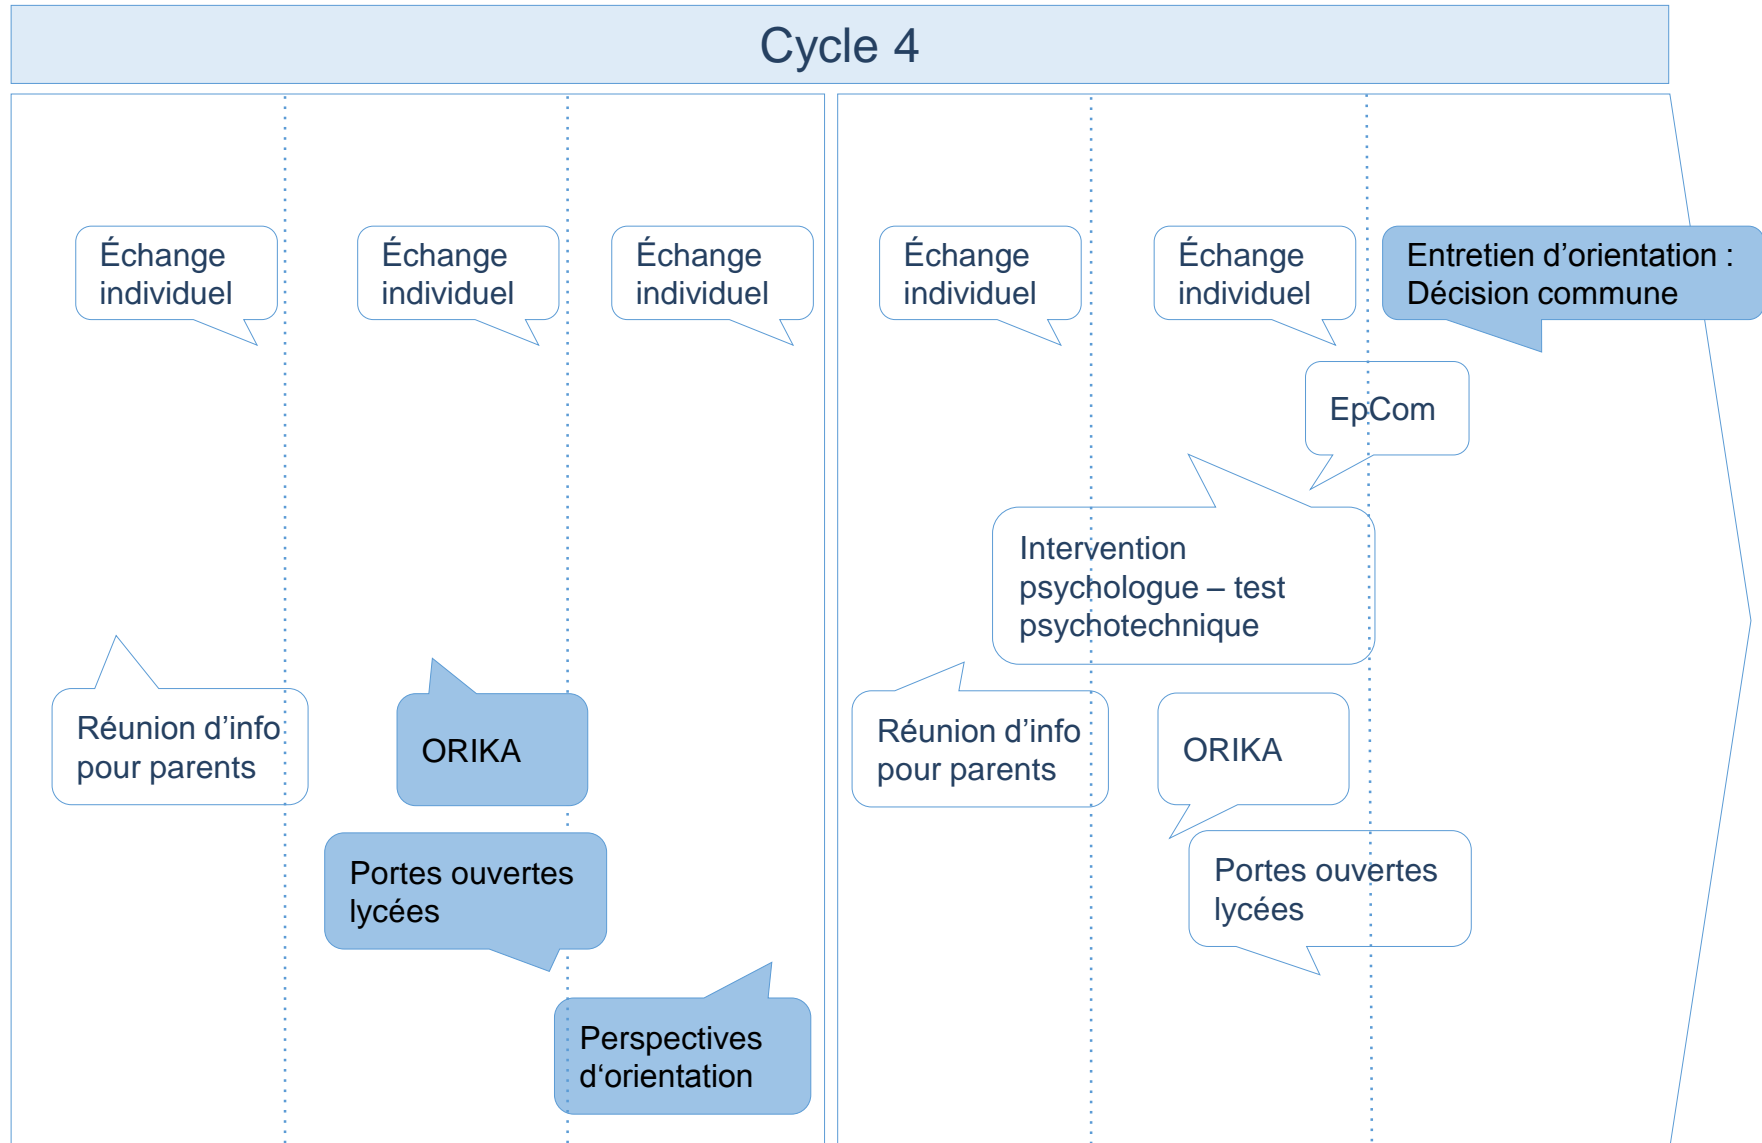 Cycle 4
Échange
individuel
Échange
individuel
Échange
individuel
Échange
individuel
Échange
individuel
Entretien d’orientation :
Décision commune
EpCom
Intervention
psychologue – test
psychotechnique
Réunion d’info
pour parents
ORIKA
Réunion d’info
pour parents
ORIKA
Portes ouvertes
lycées
Portes ouvertes
lycées
Perspectives
d‘orientation